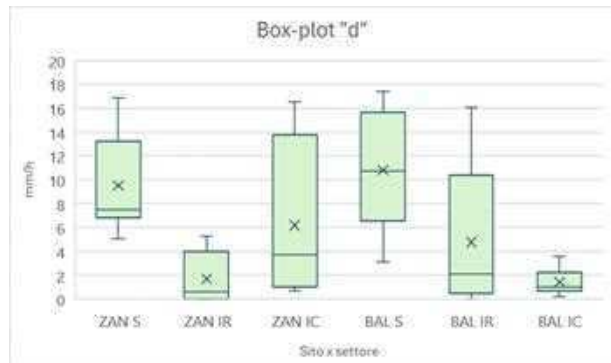 Box-plot "d"
20
18
16
14
12
10
8
6
4
2
0
mm/h
ZAN S ZAN IR ZAN IC BAL S BAL IR BAL IC
Sito x settore